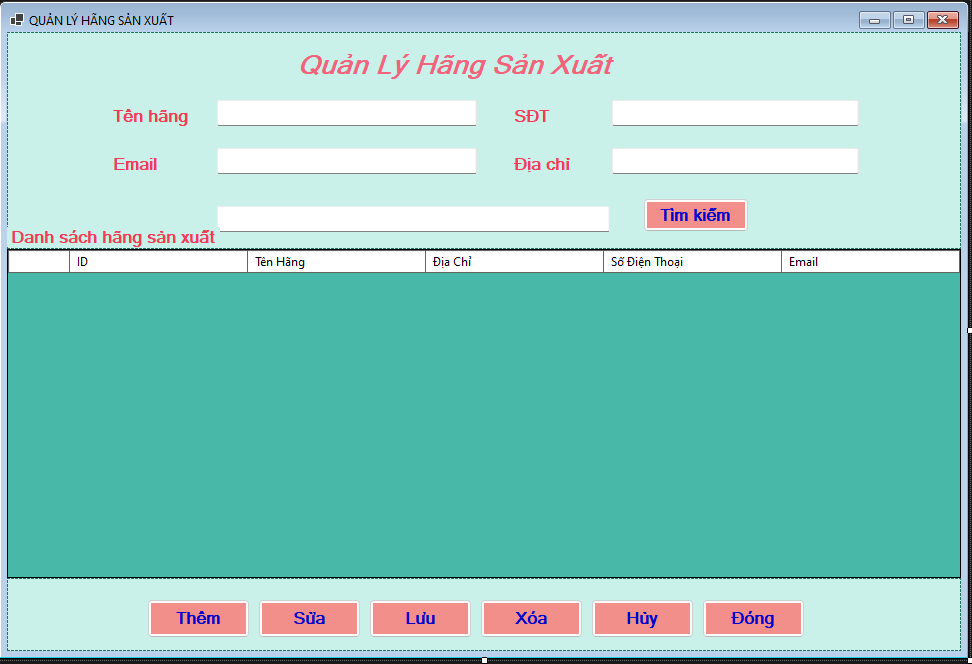 QUẢN LÝ HÃNG SẢN XUẤT
Quản Lý Hãng Sản Xuất
Tên hãng SĐT
Email Địa chỉ
Tìm kiếm
Danh sách hãng sản xuất
ID Tên Hãng Địa Chỉ Số Điện Thoại Email
Thêm Sửa Lưu Xóa Hủy Đóng